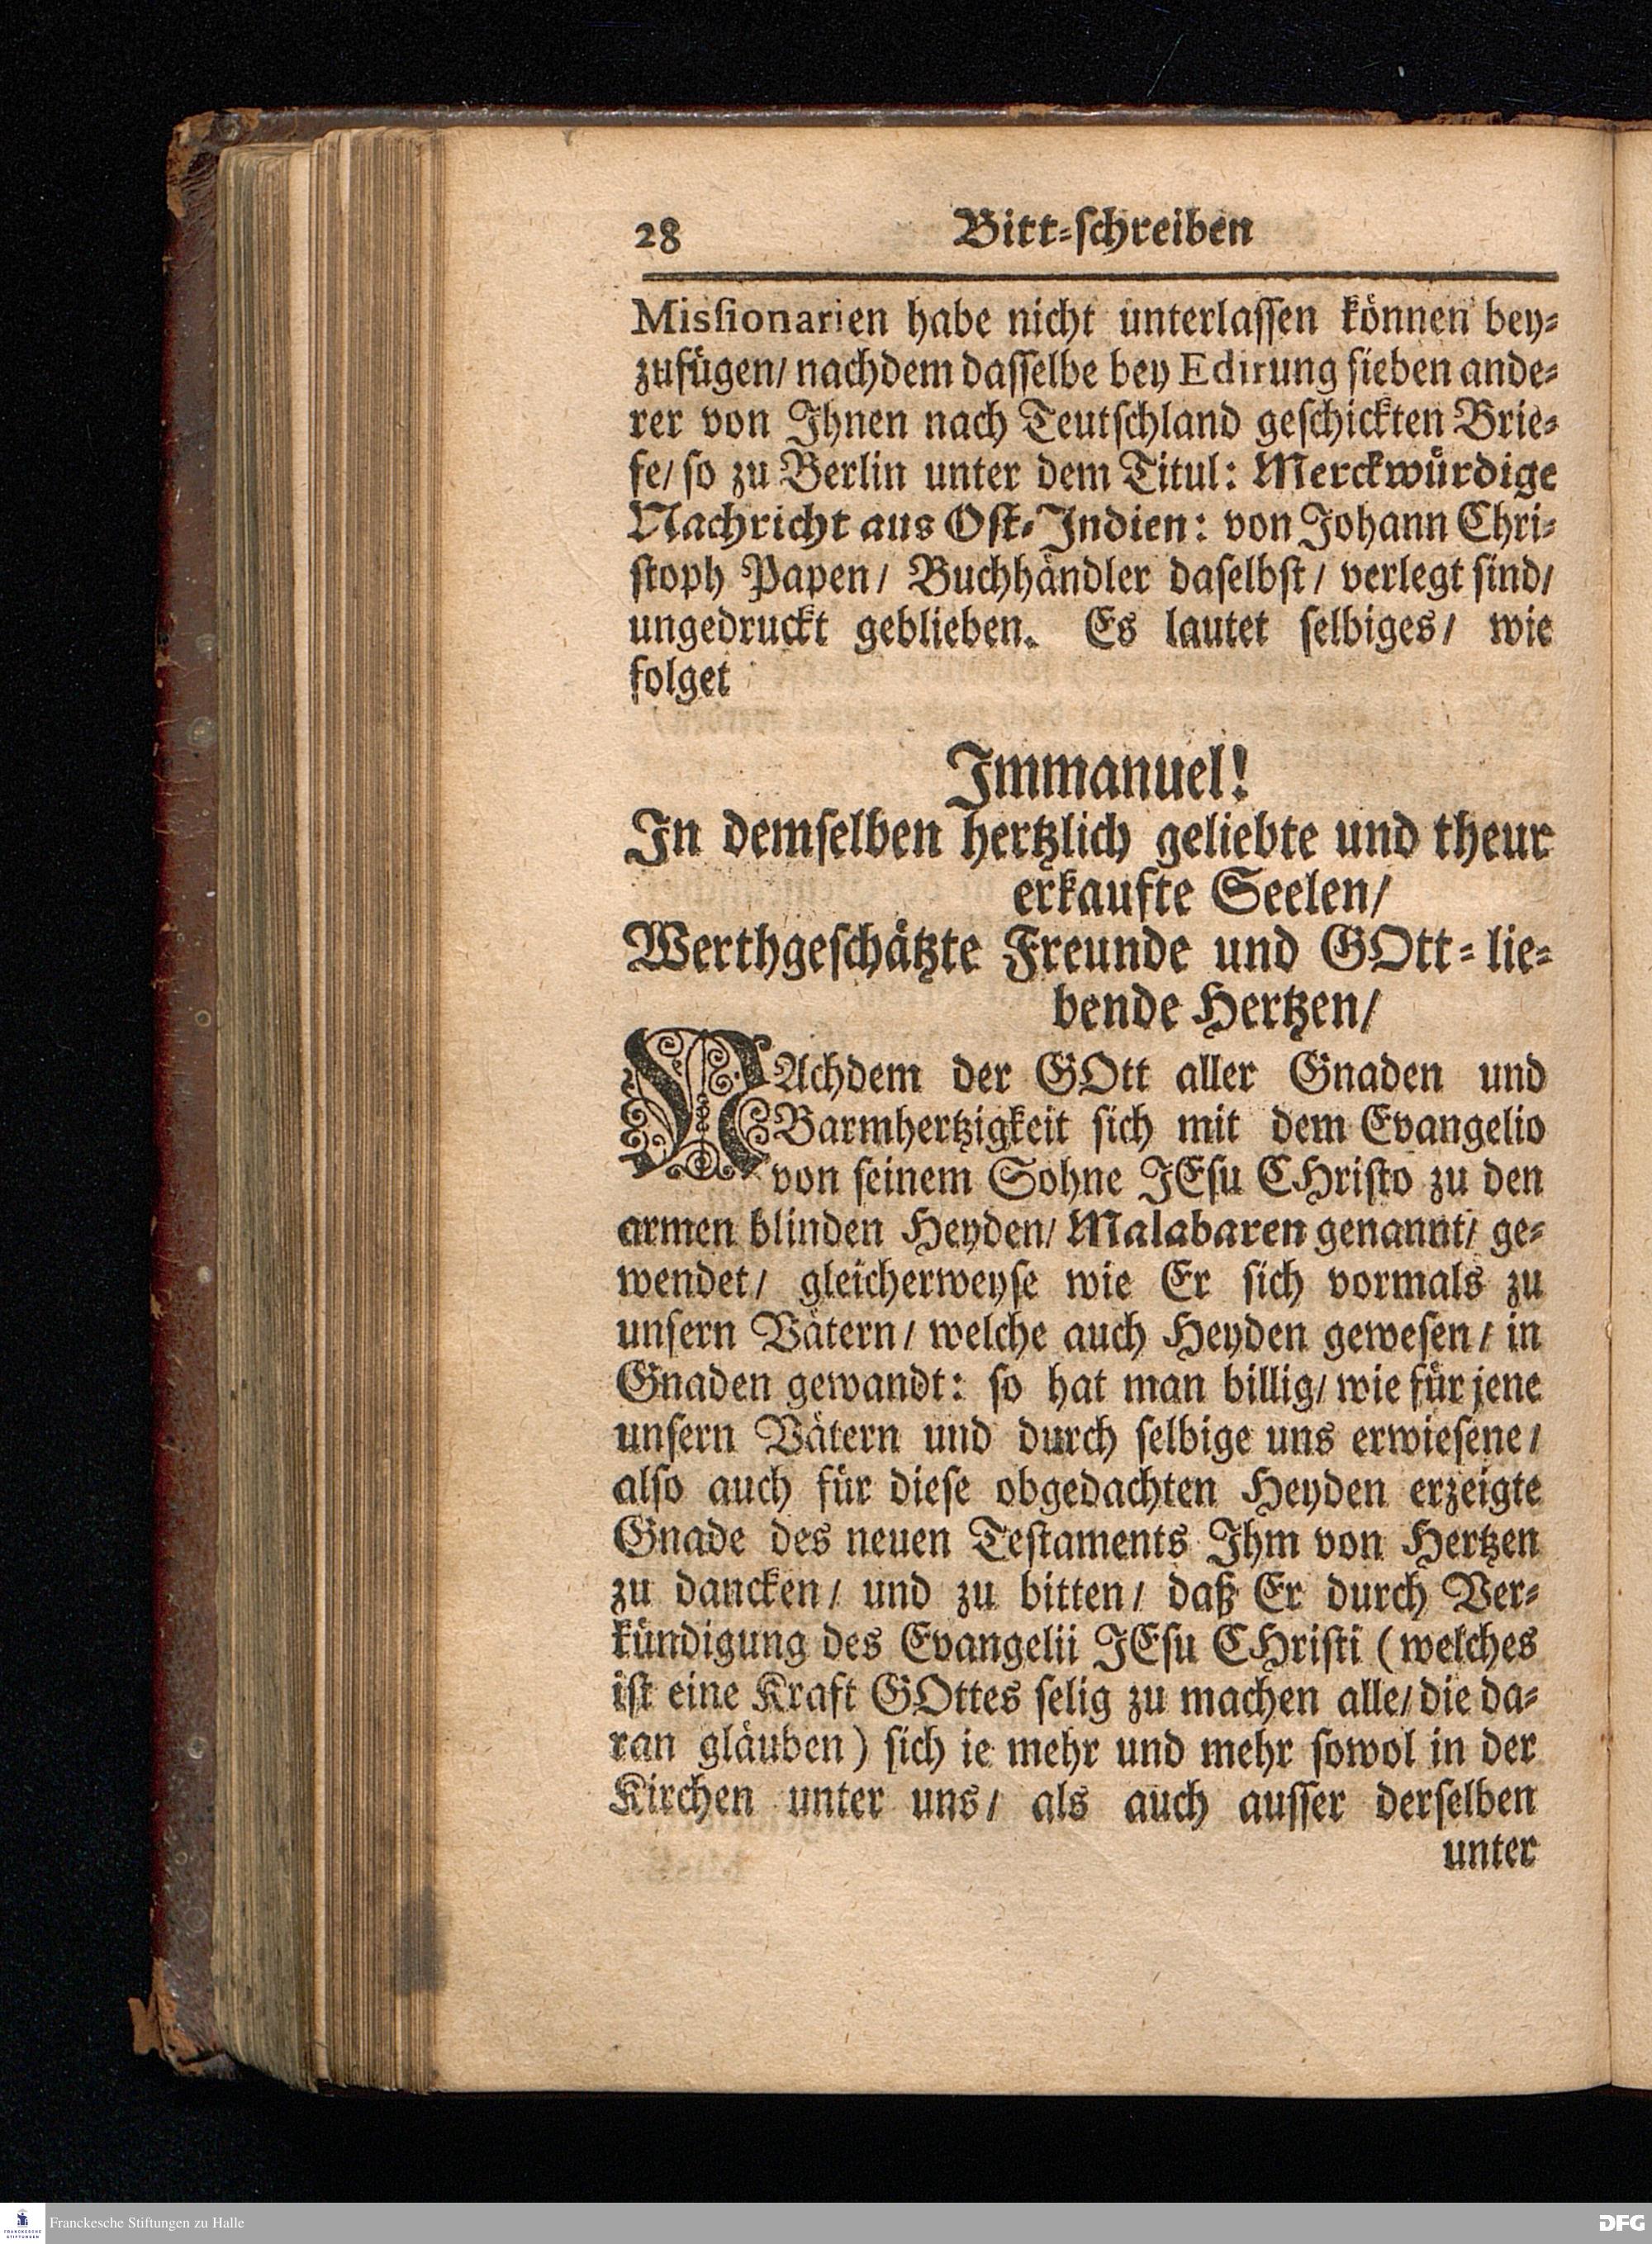 28 Bitt-schreiben
Missionarien habe nicht unterlassen können bey-
zufügen/ nachdem dasselbe bey Edirung sieben ande-
rer von Ihnen nach Teutschland geschickten Brie-
fe/ so zu Berlin unter dem Titul: Merckwürdige
Nachricht aus Ost-Indien: von Johann Chri-
stoph Papen/ Buchhändler daselbst/ verlegt sind/
ungedruckt geblieben. Es lautet selbiges/ wie
folget
Immanuel!
In demselben hertzlich geliebte und theur
erkaufte Seelen/
Werthgeschätzte Freunde und GOtt-lie-
bende Hertzen/
NAchdem der GOtt aller Gnaden und
Barmhertzigkeit sich mit dem Evangelio
von seinem Sohne JEsu CHristo zu den
armen blinden Heyden/ Malabaren genannt/ ge-
wendet/ gleicherweyse wie Er sich vormals zu
unsern Vätern/ welche auch Heyden gewesen/ in
Gnaden gewandt: so hat man billig/ wie für jene
unsern Vätern und durch selbige uns erwiesene/
also auch für diese obgedachten Heyden erzeigte
Gnade des neuen Testaments Ihm von Hertzen
zu dancken/ und zu bitten/ daß Er durch Ver-
kündigung des Evangelii JEsu CHristi (welches
ist eine Kraft GOttes selig zu machen alle/ die da-
ran gläuben) sich ie mehr und mehr sowol in der
Kirchen unter uns/ als auch ausser derselben
unter
FRANCKESCHE
STIFTUNGEN
Franckesche Stiftungen zu Halle
DFG